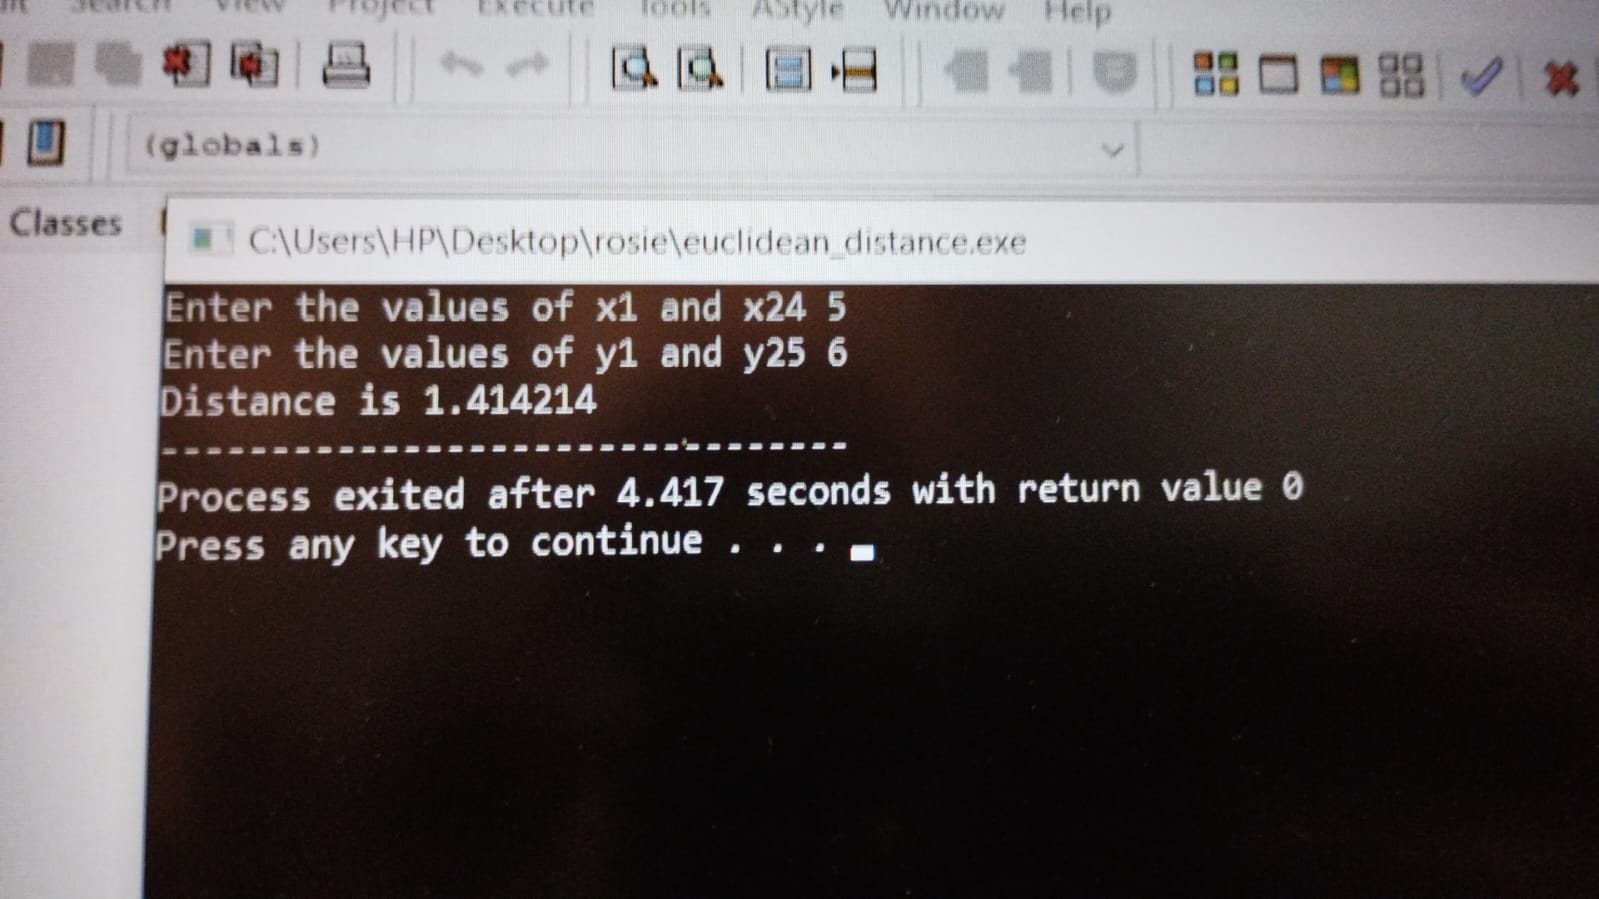 Search View Project Execute Tools AStyle Window Help
(globals)
Classes
C:\Users\HP\Desktop\rosie\euclidean_distance.exe
Enter the values of x1 and x24 5
Enter the values of y1 and y25 6
Distance is 1.414214
--------------------------------
Process exited after 4.417 seconds with return value 0
Press any key to continue . . .